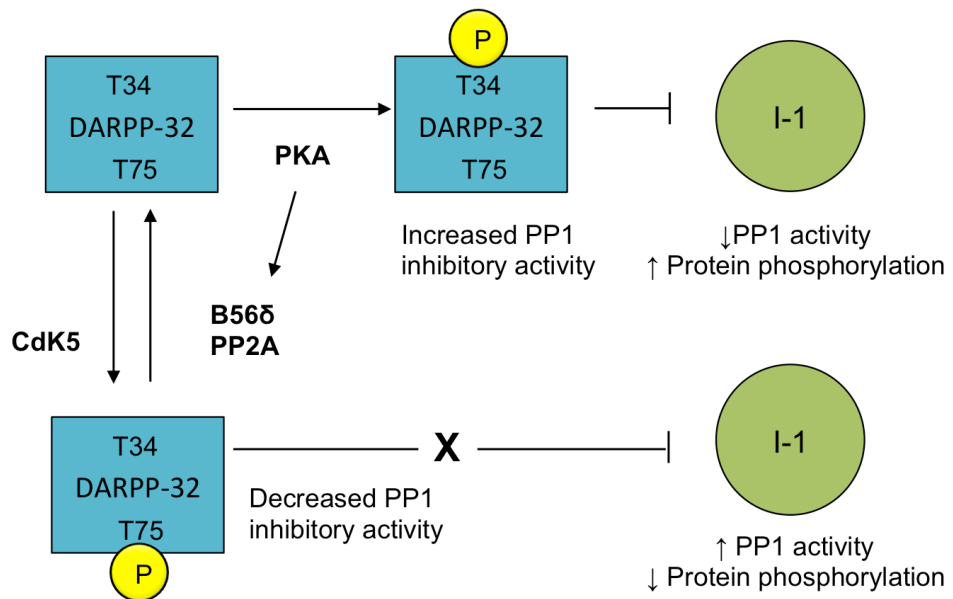 P
T34
DARPP-32
T75
PKA
P
T34
DARPP-32
T75
I-1
Increased PP1
inhibitory activity
↓PP1 activity
↑ Protein phosphorylation
CdK5
B56δ
PP2A
T34
DARPP-32
T75
P
X
Decreased PP1
inhibitory activity
I-1
↑ PP1 activity
↓ Protein phosphorylation